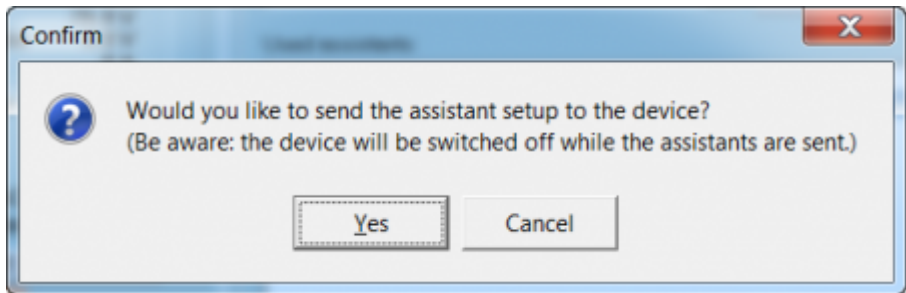 Confirm
Would you like to send the assistant setup to the device?
(Be aware: the device will be switched off while the assistants are sent.)
Yes
Cancel